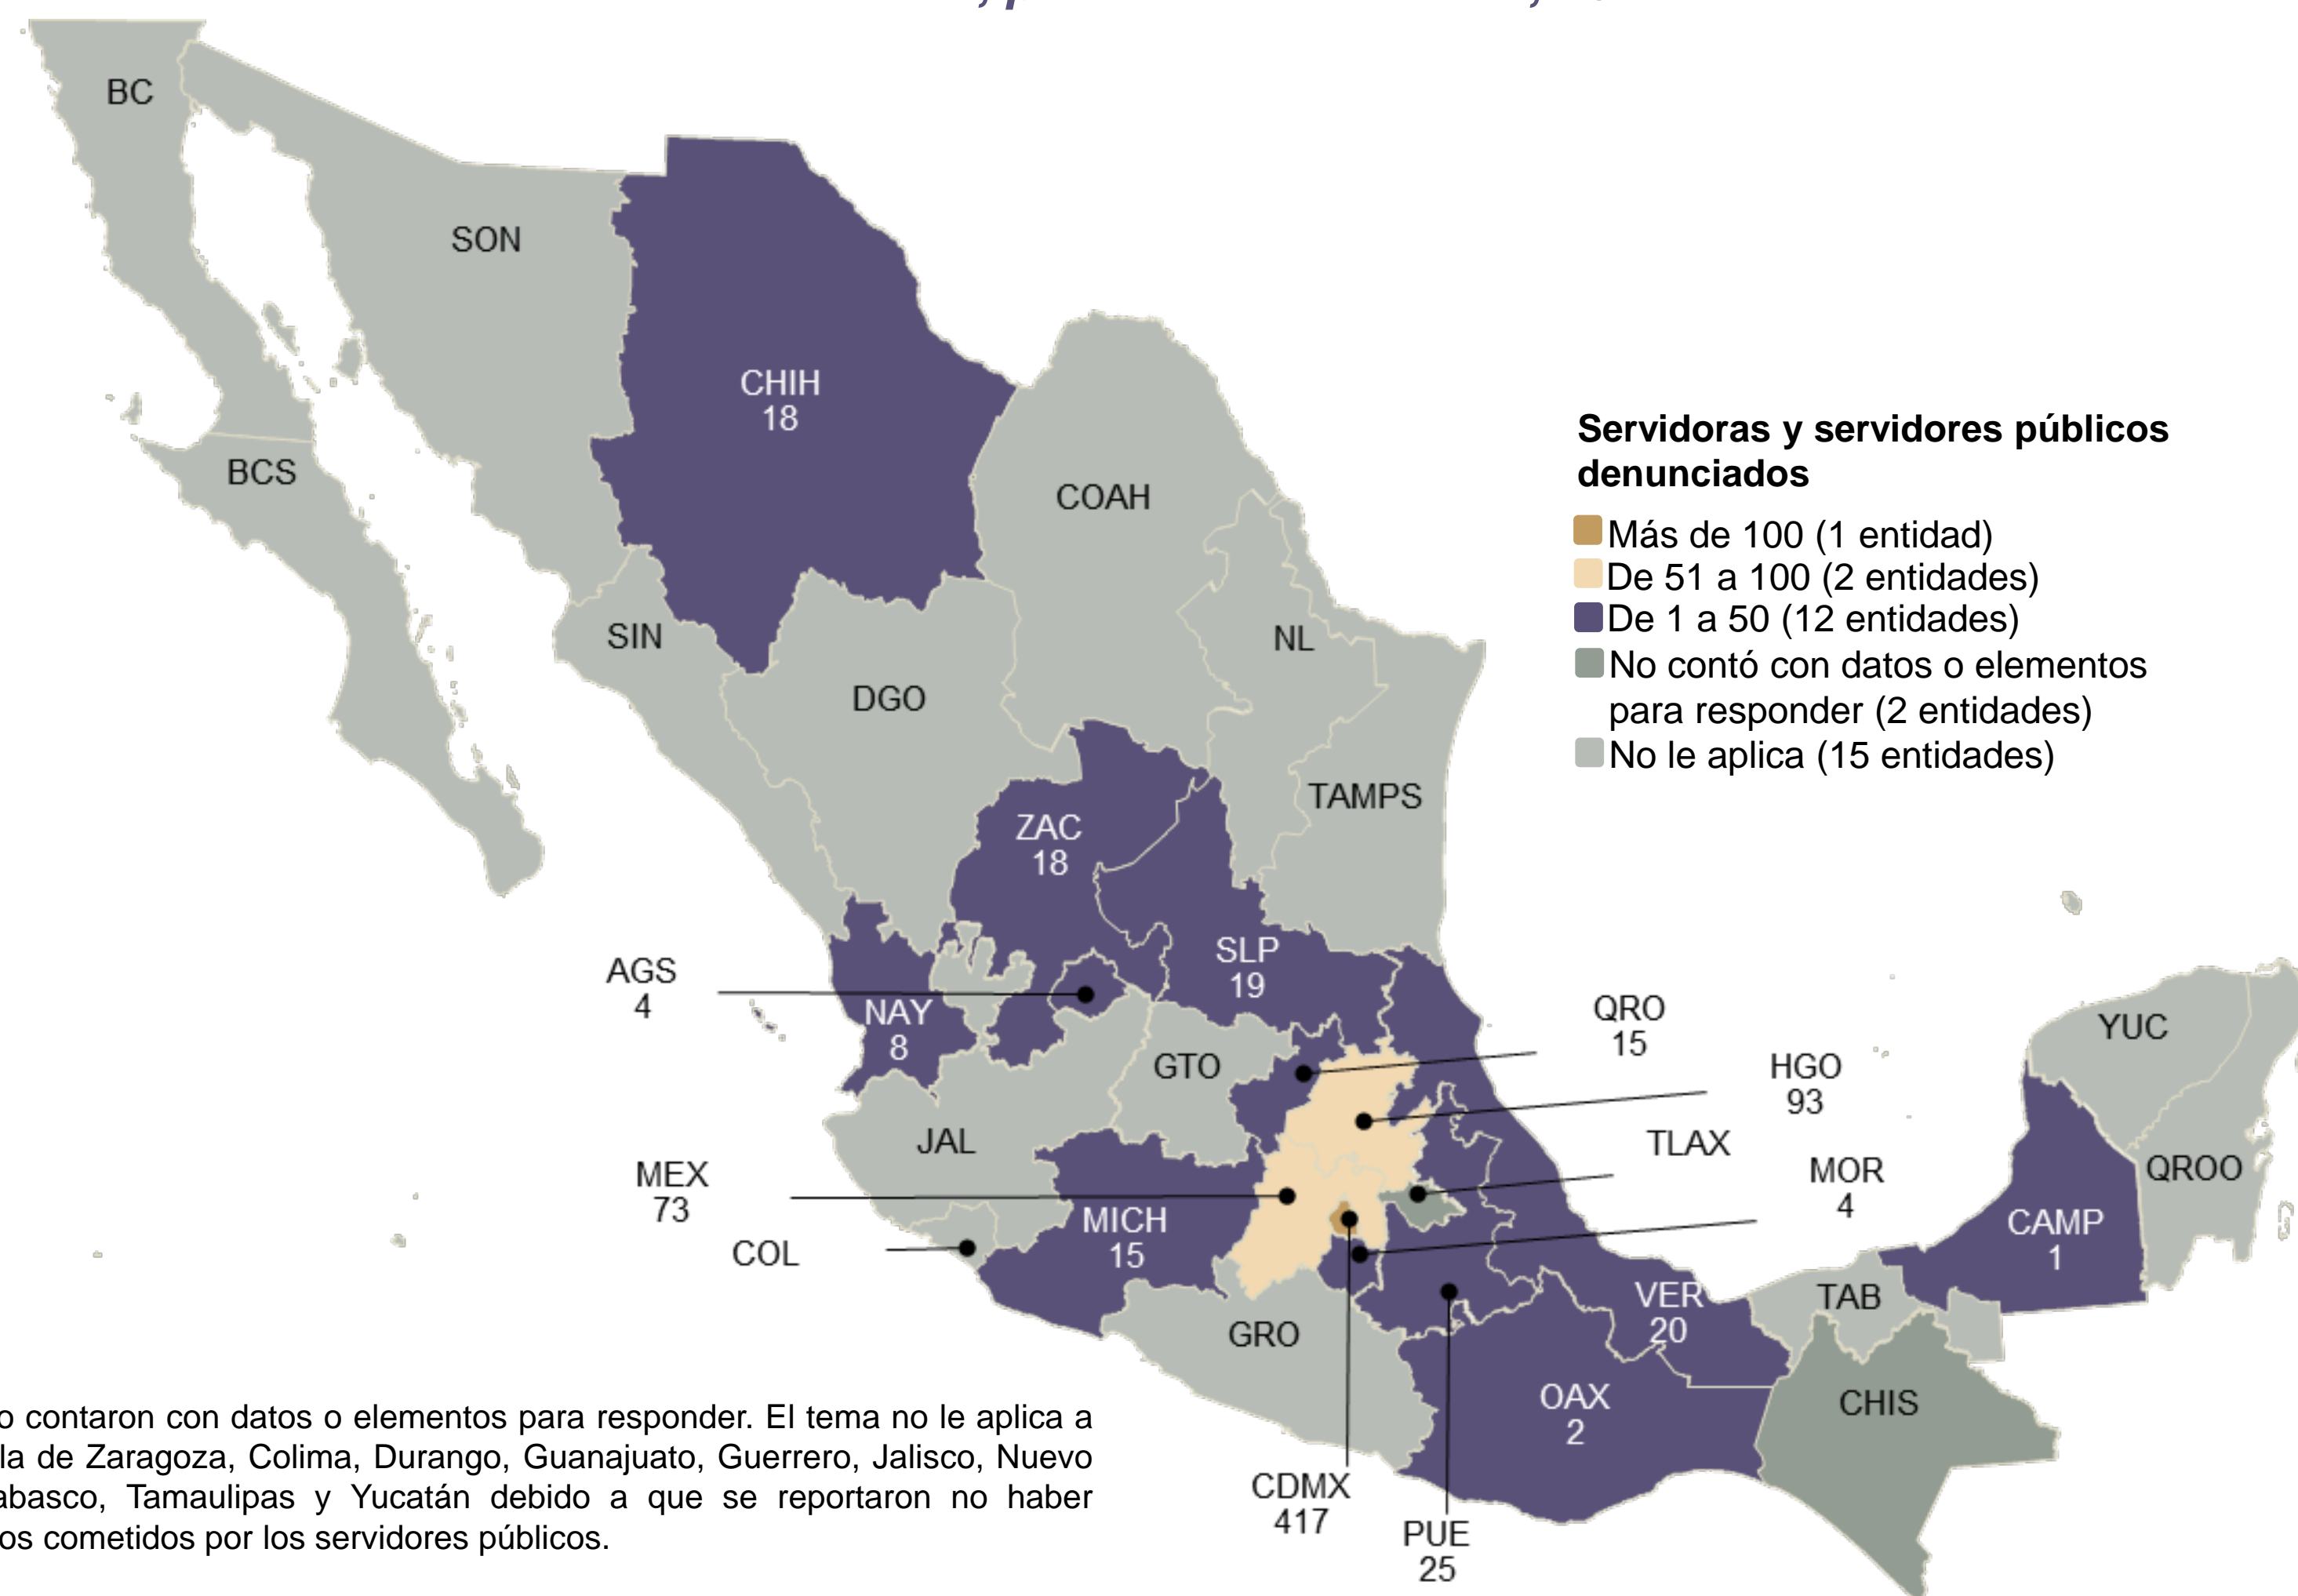 BC
SON
CHIH
18
BCS
COAH
SIN
NL
DGO
TAMPS
Servidoras y servidores públicos
denunciados
Más de 100 (1 entidad)
De 51 a 100 (2 entidades)
De 1 a 50 (12 entidades)
No contó con datos o elementos
para responder (2 entidades)
No le aplica (15 entidades)
ZAC
18
SLP
19
AGS
4
NAY
8
GTO
QRO
15
HGO
93
YUC
JAL
TLAX
QROO
MEX
73
MOR
4
MICH
15
COL
CAMP
1
VER
20
TAB
GRO
OAX
2
CHIS
CDMX
417
PUE
25
contaron con datos o elementos para responder. El tema no le aplica a
de Zaragoza, Colima, Durango, Guanajuato, Guerrero, Jalisco, Nuevo
Tamaulipas y Yucatán debido a que se reportaron no haber
cometidos por los servidores públicos.